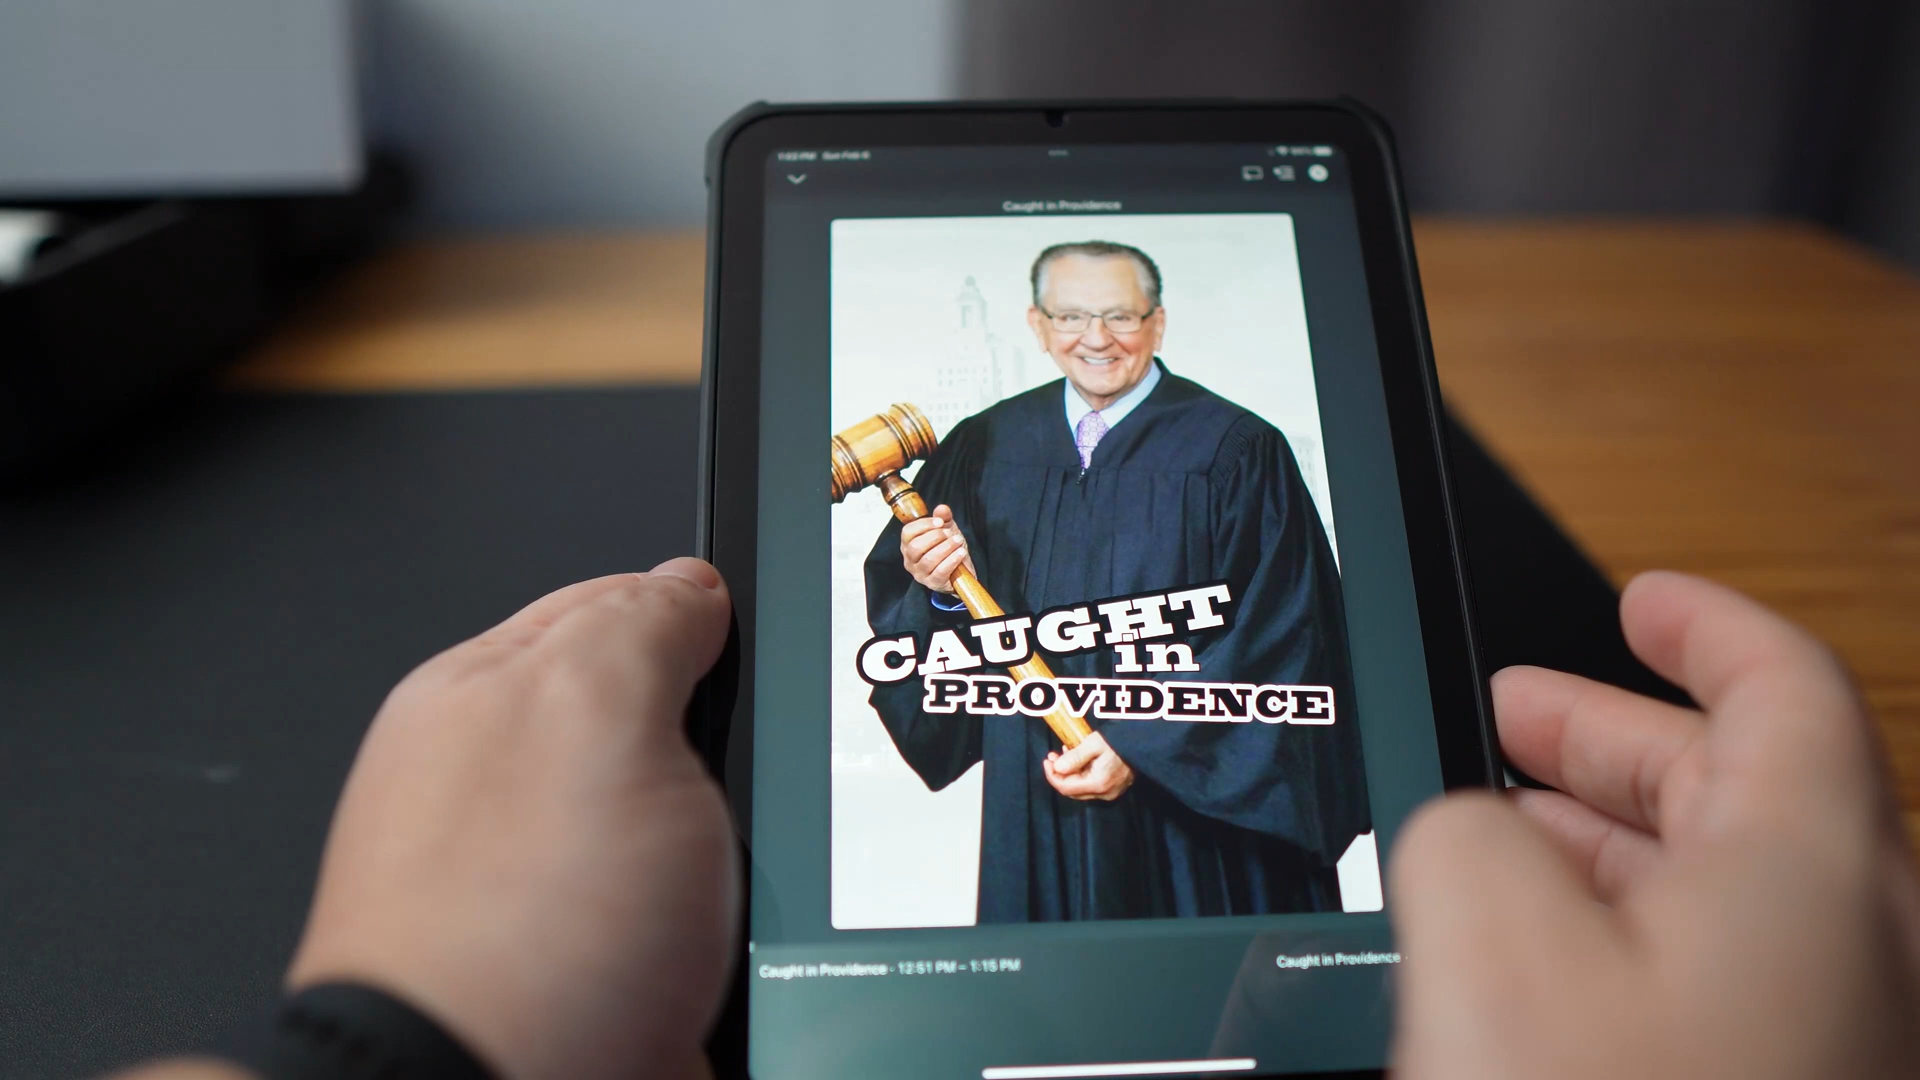 Caught in Providence
CAUGHT
in
PROVIDENCE
Caught in Providence - 12:51 PM – 1:15 PM
Caught in Providence